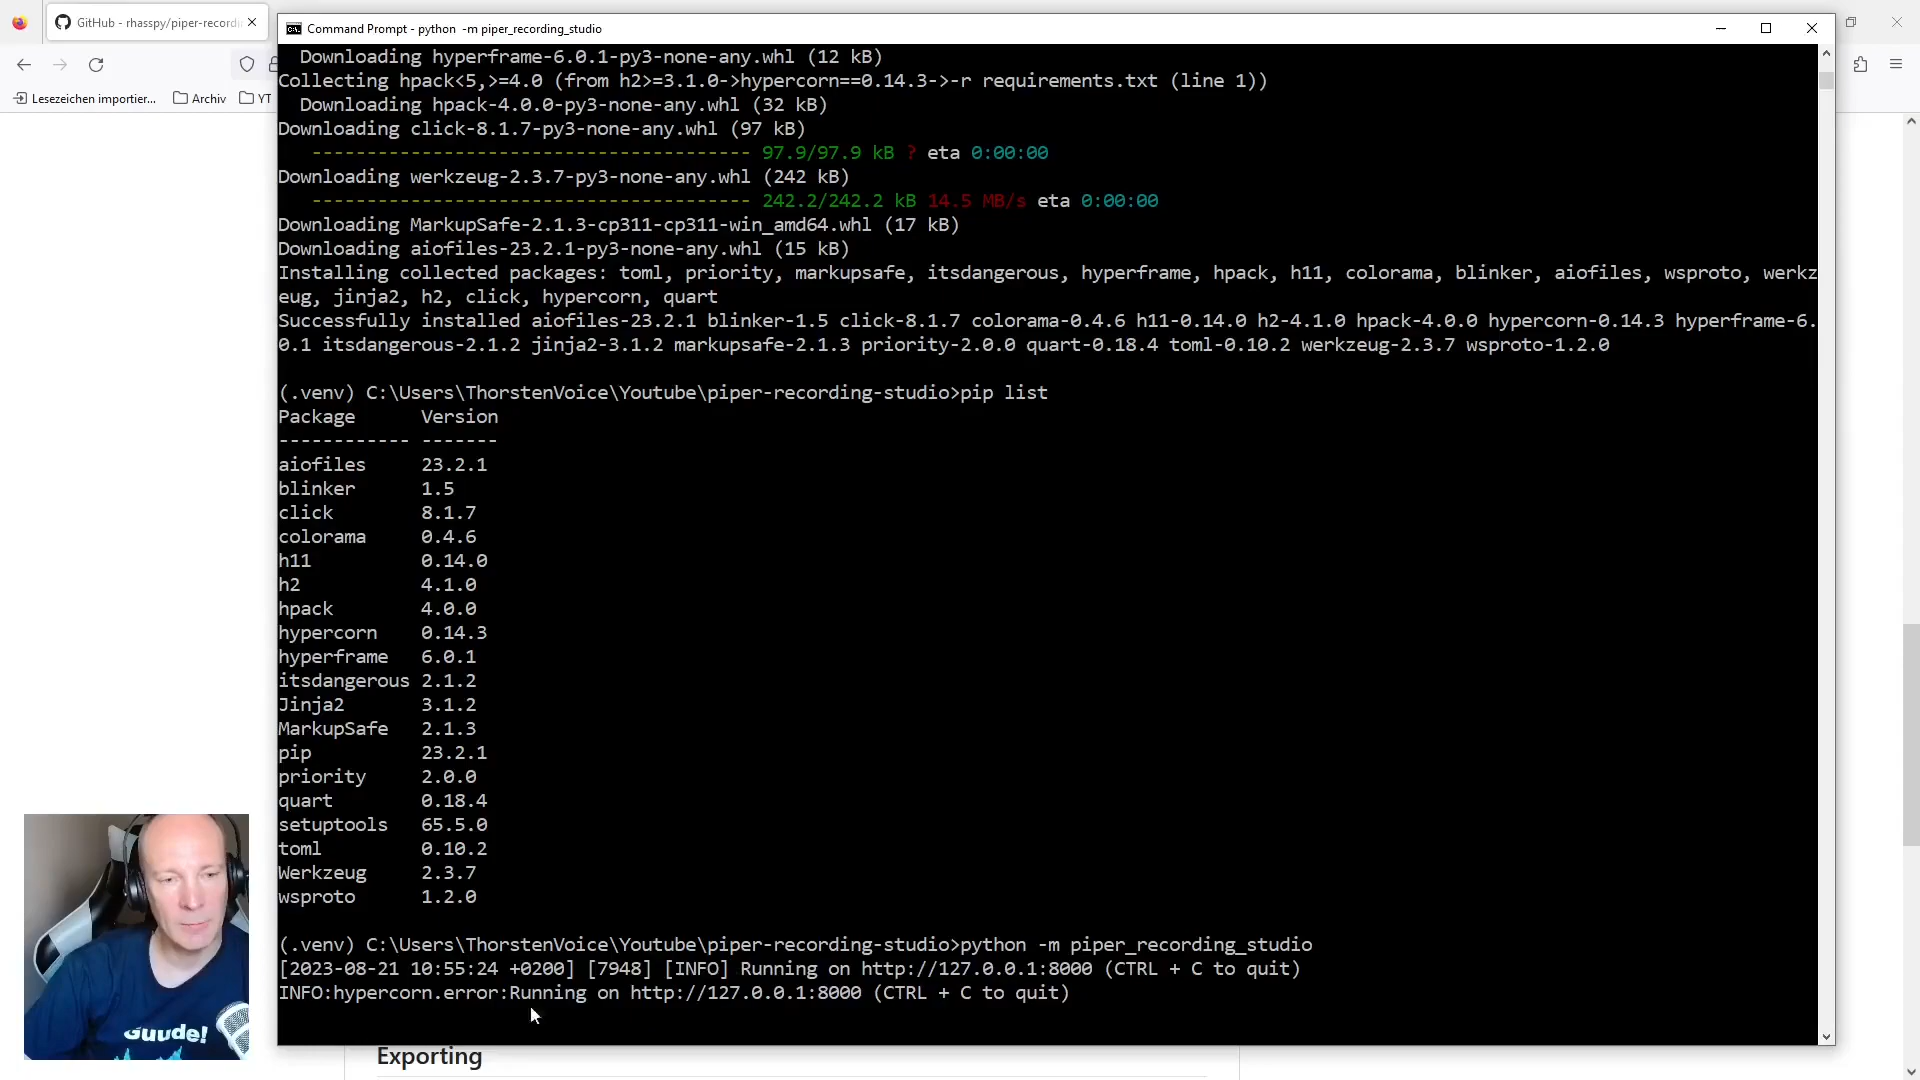 GitHub - rhasspy/piper-recordi
Command Prompt - python -m piper_recording_studio
Lesezeichen importier...
Archiv
YT
Downloading hyperframe-6.0.1-py3-none-any.whl (12 kB)
Collecting hpack<5,>=4.0 (from h2>=3.1.0->hypercorn==0.14.3->-r requirements.txt (line 1))
Downloading hpack-4.0.0-py3-none-any.whl (32 kB)
Downloading click-8.1.7-py3-none-any.whl (97 kB)
---------------------------------------- 97.9/97.9 kB ? eta 0:00:00
Downloading werkzeug-2.3.7-py3-none-any.whl (242 kB)
---------------------------------------- 242.2/242.2 kB 14.5 MB/s eta 0:00:00
Downloading MarkupSafe-2.1.3-cp311-cp311-win_amd64.whl (17 kB)
Downloading aiofiles-23.2.1-py3-none-any.whl (15 kB)
Installing collected packages: toml, priority, markupsafe, itsdangerous, hyperframe, hpack, h11, colorama, blinker, aiofiles, wsproto, werkz
eug, jinja2, h2, click, hypercorn, quart
Successfully installed aiofiles-23.2.1 blinker-1.5 click-8.1.7 colorama-0.4.6 h11-0.14.0 h2-4.1.0 hpack-4.0.0 hypercorn-0.14.3 hyperframe-6.
0.1 itsdangerous-2.1.2 jinja2-3.1.2 markupsafe-2.1.3 priority-2.0.0 quart-0.18.4 toml-0.10.2 werkzeug-2.3.7 wsproto-1.2.0
(.venv) C:\Users\ThorstenVoice\Youtube\piper-recording-studio>pip list
Package Version
------------ -------
aiofiles 23.2.1
blinker 1.5
click 8.1.7
colorama 0.4.6
h11 0.14.0
h2 4.1.0
hpack 4.0.0
hypercorn 0.14.3
hyperframe 6.0.1
itsdangerous 2.1.2
Jinja2 3.1.2
MarkupSafe 2.1.3
pip 23.2.1
priority 2.0.0
quart 0.18.4
setuptools 65.5.0
toml 0.10.2
Werkzeug 2.3.7
wsproto 1.2.0
(.venv) C:\Users\ThorstenVoice\Youtube\piper-recording-studio>python -m piper_recording_studio
[2023-08-21 10:55:24 +0200] [7948] [INFO] Running on http://127.0.0.1:8000 (CTRL + C to quit)
INFO:hypercorn.error:Running on http://127.0.0.1:8000 (CTRL + C to quit)
Guude!
Exporting